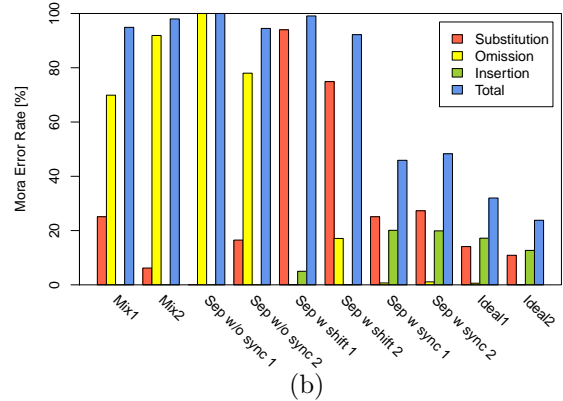 Mora Error Rate [%]
100
80
60
40
20
0
Substitution
Omission
Insertion
Total
Mix1
Mix2
Sep w/o sync 1
Sep w/o sync 2
Sep w shift 1
Sep w shift 2
Sep w sync 1
Sep w sync 2
Ideal1
Ideal2
(b)